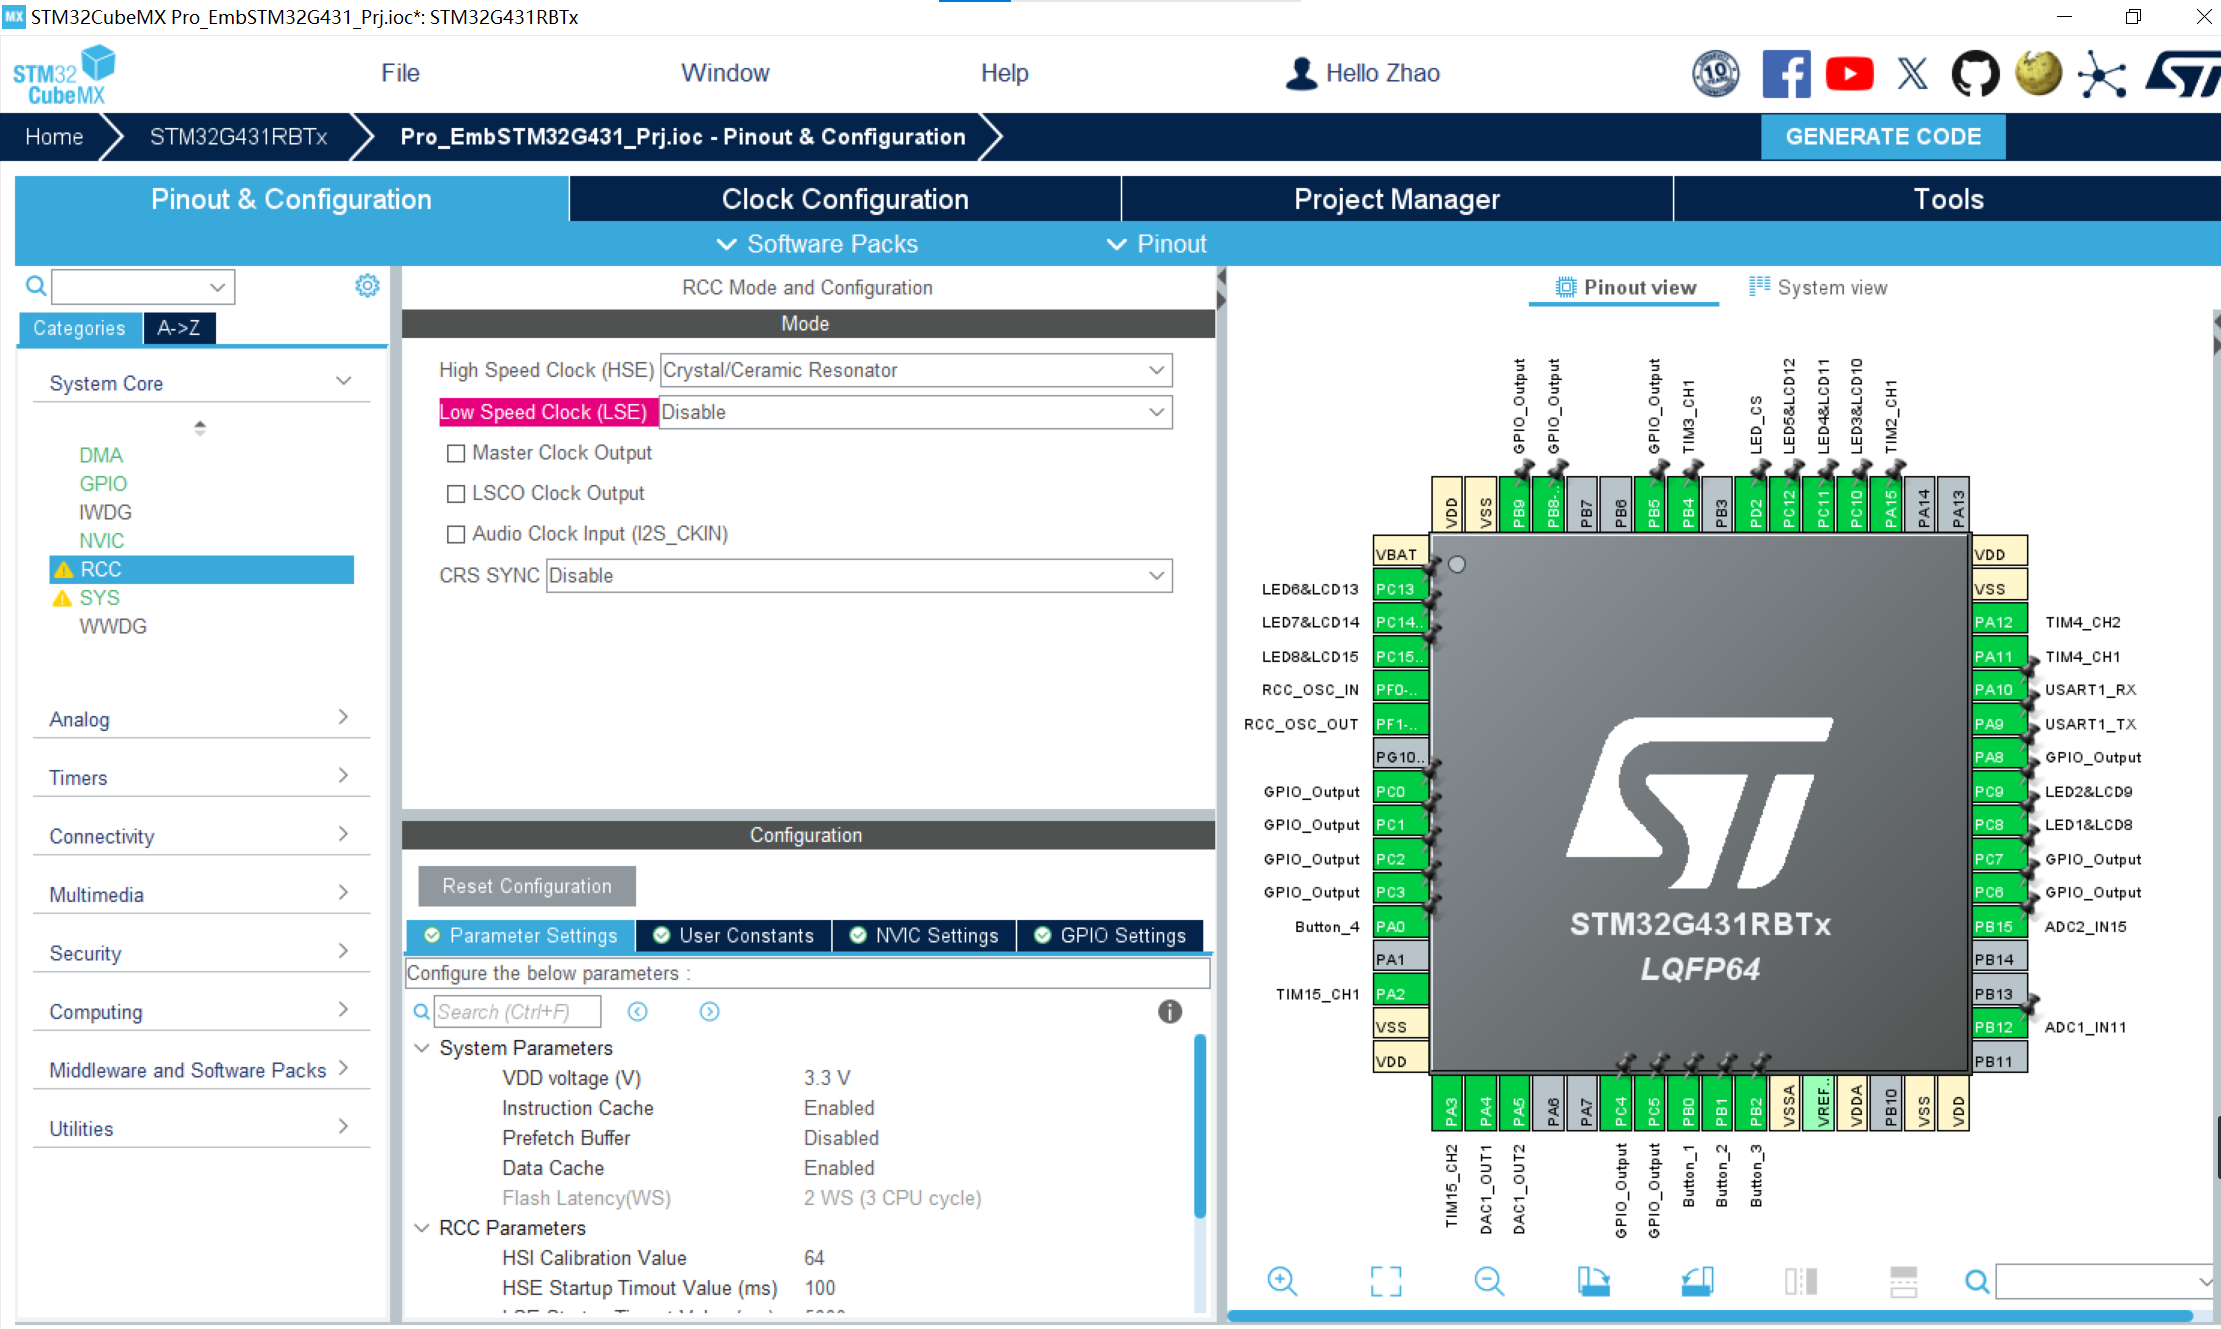 MX STM32CubeMX Pro_EmbSTM32G431_Prj.ioc*: STM32G431RBTx
STM32
CubeMX
File
Window
Help
Hello Zhao
10
Home
STM32G431RBTx
Pro_EmbSTM32G431_Prj.ioc - Pinout & Configuration
GENERATE CODE
Pinout & Configuration
Clock Configuration
Project Manager
Tools
Software Packs
Pinout
Categories
A->Z
System Core
DMA
GPIO
IWDG
NVIC
RCC
SYS
WWDG
Analog
Timers
Connectivity
Multimedia
Security
Computing
Middleware and Software Packs
Utilities
RCC Mode and Configuration
Mode
High Speed Clock (HSE) Crystal/Ceramic Resonator
Low Speed Clock (LSE) Disable
Master Clock Output
LSCO Clock Output
Audio Clock Input (I2S_CKIN)
CRS SYNC Disable
Configuration
Reset Configuration
Parameter Settings
User Constants
NVIC Settings
GPIO Settings
Configure the below parameters :
Search (Ctrl+F)
System Parameters
VDD voltage (V) 3.3 V
Instruction Cache Enabled
Prefetch Buffer Disabled
Data Cache Enabled
Flash Latency(WS) 2 WS (3 CPU cycle)
RCC Parameters
HSI Calibration Value 64
HSE Startup Timout Value (ms) 100
Pinout view
System view
GPIO_Output
GPIO_Output
GPIO_Output
TIM3_CH1
LED_CS
LED5&LCD12
LED4&LCD11
LED3&LCD10
TIM2_CH1
VDD
VSS
PB9
PB8-..
PB7
PB6
PB5
PB4
PB3
PD2
PC12
PC11
PC10
PA15
PA14
PA13
VBAT
LED6&LCD13 PC13
LED7&LCD14 PC14..
LED8&LCD15 PC15..
RCC_OSC_IN PF0-..
RCC_OSC_OUT PF1-..
PG10..
GPIO_Output PC0
GPIO_Output PC1
GPIO_Output PC2
GPIO_Output PC3
Button_4 PA0
PA1
TIM15_CH1 PA2
VSS
VDD
STM32G431RBTx
LQFP64
VDD
VSS
PA12 TIM4_CH2
PA11 TIM4_CH1
PA10 USART1_RX
PA9 USART1_TX
PA8 GPIO_Output
PC9 LED2&LCD9
PC8 LED1&LCD8
PC7 GPIO_Output
PC6 GPIO_Output
PB15 ADC2_IN15
PB14
PB13
PB12 ADC1_IN11
PB11
PA3
PA4
PA5
PA6
PA7
PC4
PC5
PB0
PB1
PB2
VSSA
VREF..
VDDA
PB10
VSS
VDD
TIM15_CH2
DAC1_OUT1
DAC1_OUT2
GPIO_Output
GPIO_Output
Button_1
Button_2
Button_3